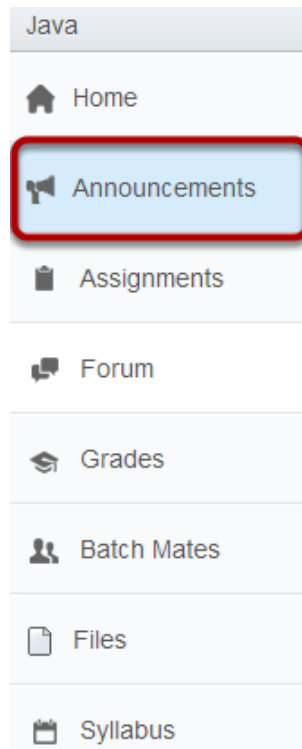 Java
Home
Announcements
Assignments
Forum
Grades
Batch Mates
Files
Syllabus